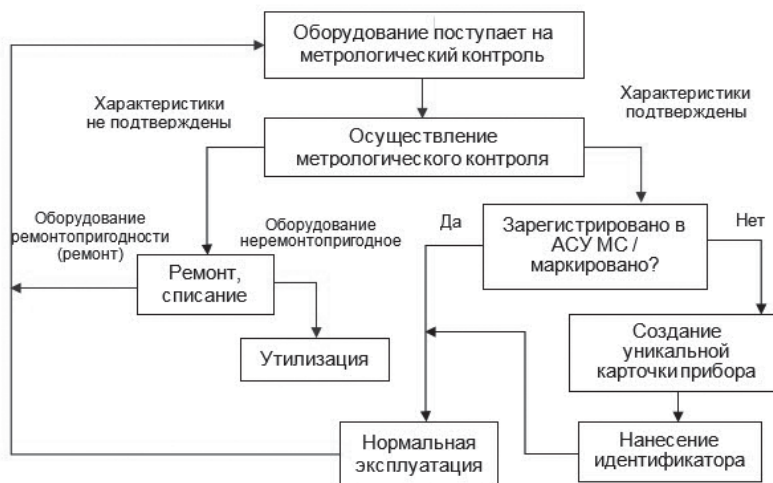 Оборудование поступает на
метрологический контроль
Характеристики
не подтверждены
Характеристики
подтверждены
Осуществление
метрологического контроля
Оборудование
ремонтопригодности
(ремонт)
Оборудование
неремонтопригодное
Да
Зарегистрировано в
АСУ МС /
маркировано?
Нет
Ремонт,
списание
Утилизация
Создание
уникальной
карточки прибора
Нормальная
эксплуатация
Нанесение
идентификатора